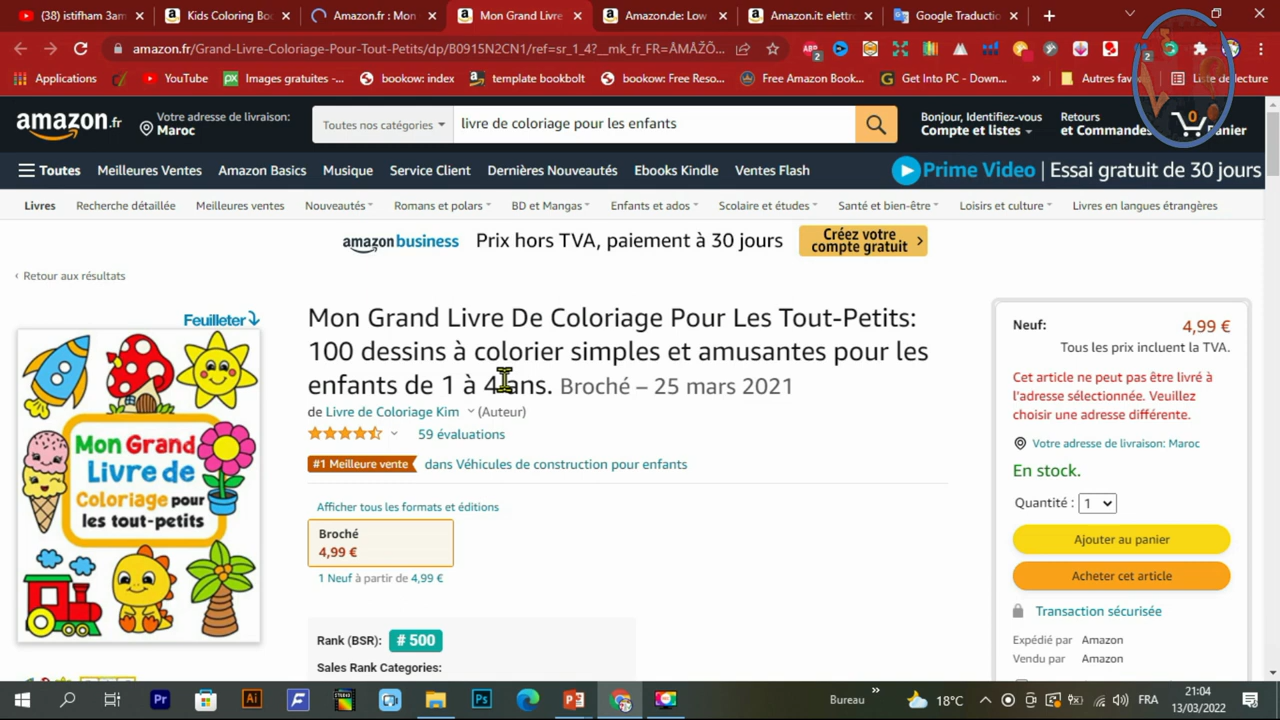 (38) istifham 3am
Kids Coloring Bo
Amazon.fr : Mon
Mon Grand Livre
Amazon.de: Low
Amazon.it: elettr
Google Traductio
amazon.fr/Grand-Livre-Coloriage-Pour-Tout-Petits/dp/B0915N2CN1/ref=sr_1_4?__mk_fr_FR=ÅMÅŽÕ...
Applications
YouTube
Images gratuites -...
bookow: index
template bookbolt
bookow: Free Reso...
Free Amazon Book...
Get Into PC - Down...
»
Autres fav
Liste de lecture
amazon.fr
Votre adresse de livraison:
Maroc
Toutes nos catégories
livre de coloriage pour les enfants
Bonjour, Identifiez-vous
Compte et listes
Retours
et Commandes
0
Panier
Toutes
Meilleures Ventes
Amazon Basics
Musique
Service Client
Dernières Nouveautés
Ebooks Kindle
Ventes Flash
Prime Video | Essai gratuit de 30 jours
Livres
Recherche détaillée
Meilleures ventes
Nouveautés
Romans et polars
BD et Mangas
Enfants et ados
Scolaire et études
Santé et bien-être
Loisirs et culture
Livres en langues étrangères
amazon business
Prix hors TVA, paiement à 30 jours
Créez votre
compte gratuit
‹ Retour aux résultats
Feuilleter
Mon Grand
Livre de
Coloriage pour
les tout-petits
Mon Grand Livre De Coloriage Pour Les Tout-Petits:
100 dessins à colorier simples et amusantes pour les
enfants de 1 à 4 ans. Broché – 25 mars 2021
de Livre de Coloriage Kim (Auteur)
59 évaluations
#1 Meilleure vente
dans Véhicules de construction pour enfants
Afficher tous les formats et éditions
Broché
4,99 €
1 Neuf à partir de 4,99 €
Rank (BSR): # 500
Sales Rank Categories:
Neuf: 4,99 €
Tous les prix incluent la TVA.
Cet article ne peut pas être livré à
l'adresse sélectionnée. Veuillez
choisir une adresse différente.
Votre adresse de livraison: Maroc
En stock.
Quantité : 1
Ajouter au panier
Acheter cet article
Transaction sécurisée
Expédié par Amazon
Vendu par Amazon
Bureau
»
18°C
FRA
21:04
13/03/2022